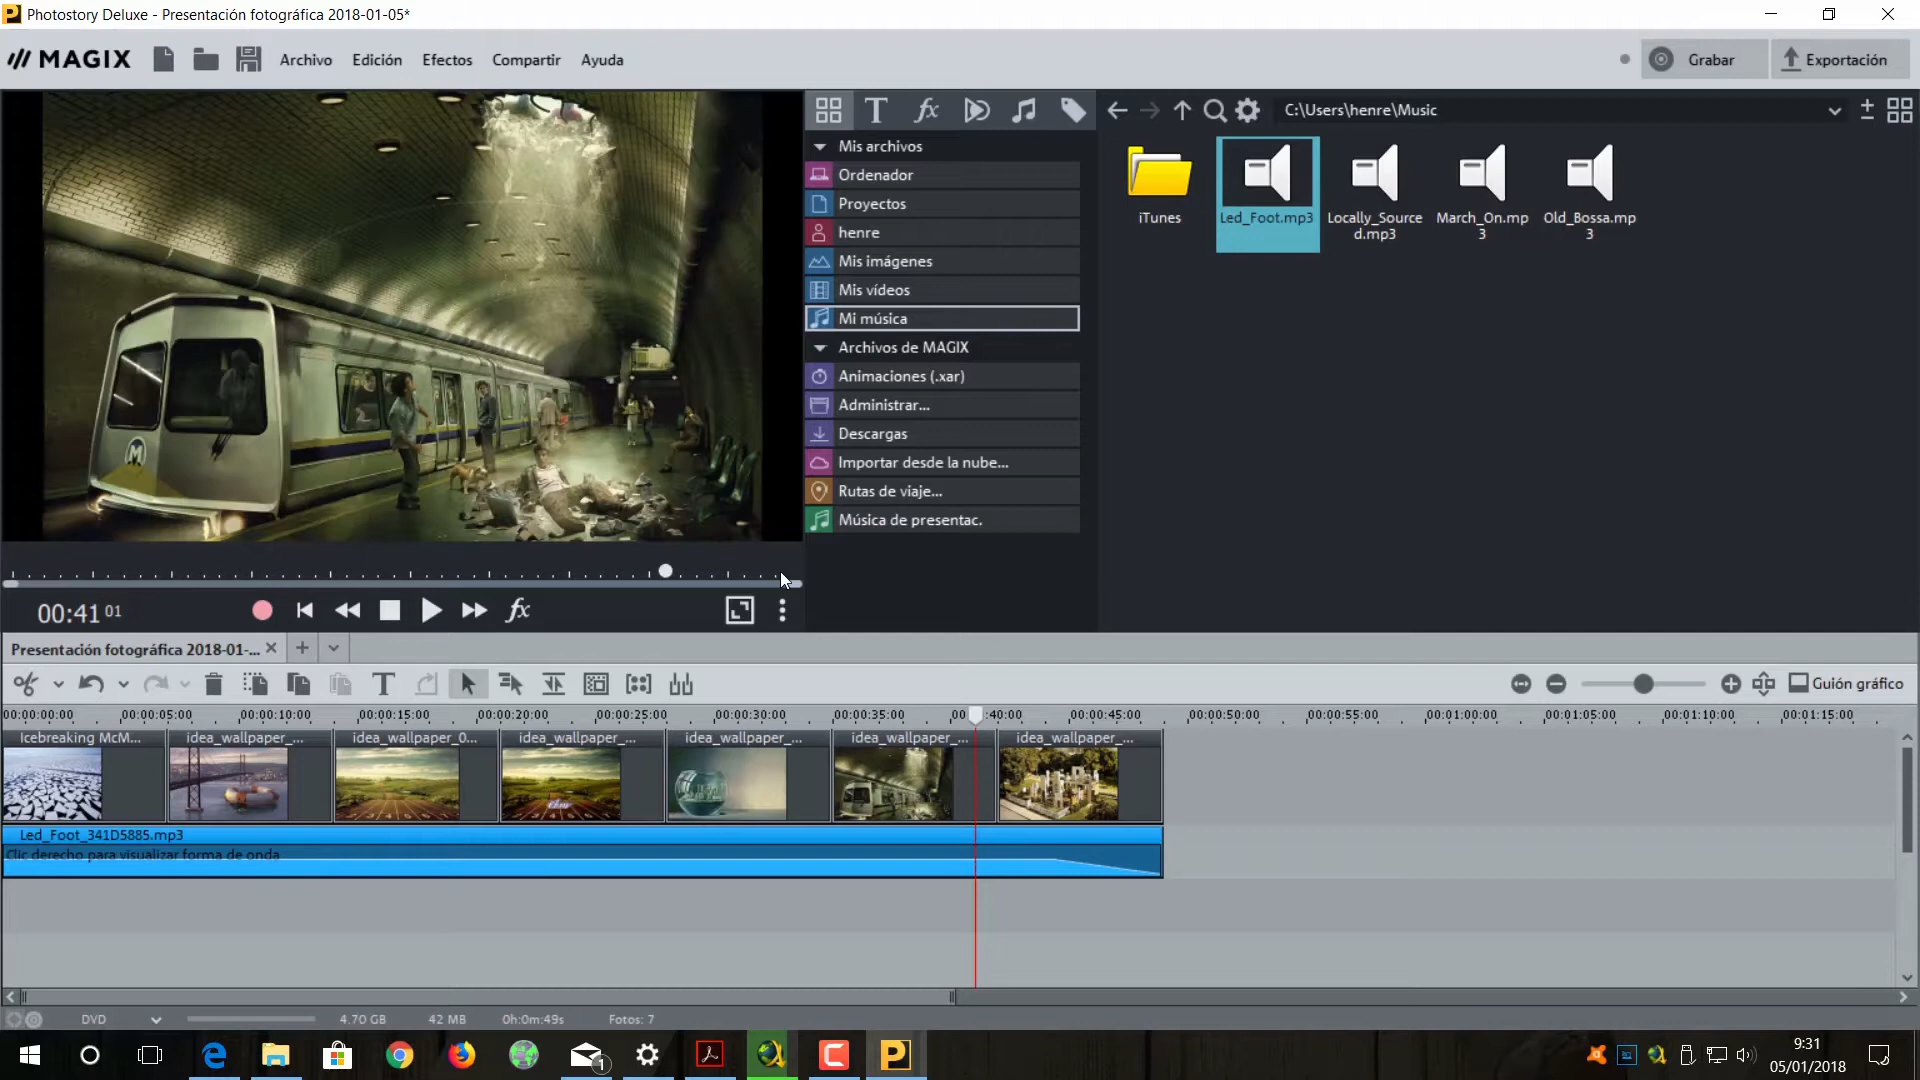 Photostory Deluxe - Presentación fotográfica 2018-01-05*
MAGIX
Archivo
Edición
Efectos
Compartir
Ayuda
Grabar
Exportación
C:\Users\henre\Music
Mis archivos
Ordenador
Proyectos
henre
Mis imágenes
Mis vídeos
Mi música
Archivos de MAGIX
Animaciones (.xar)
Administrar...
Descargas
Importar desde la nube...
Rutas de viaje...
Música de presentac.
iTunes
Led_Foot.mp3
Locally_Source
d.mp3
March_On.mp
3
Old_Bossa.mp
3
M
00:41 01
fx
Presentación fotográfica 2018-01-...
Guión gráfico
00:00:00:00
00:00:05:00
00:00:10:00
00:00:15:00
00:00:20:00
00:00:25:00
00:00:30:00
00:00:35:00
00:00:45:00
00:00:50:00
00:00:55:00
00:01:00:00
00:01:05:00
00:01:10:00
00:01:15:00
Icebreaking McM...
idea_wallpaper_...
idea_wallpaper_0...
idea_wallpaper_...
idea_wallpaper_...
idea_wallpaper_...
idea_wallpaper_...
Led_Foot_341D5885.mp3
Clic derecho para visualizar forma de onda
DVD
4.70 GB
42 MB
0h:0m:49s
Fotos: 7
1
9:31
05/01/2018